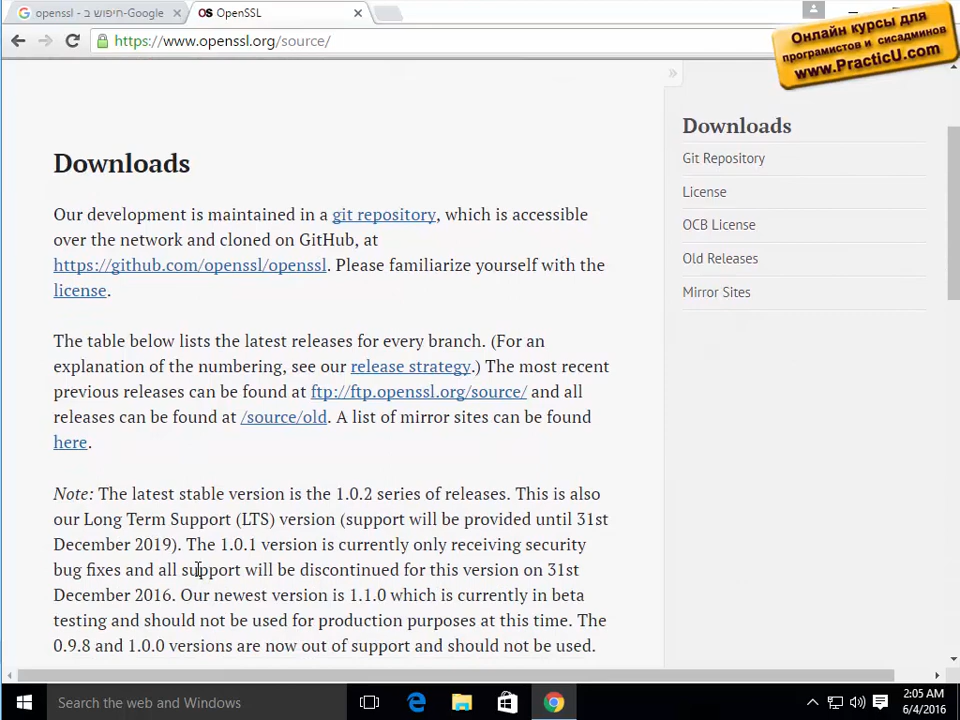 openssl - חיפוש ב-Google
OpenSSL
https://www.openssl.org/source/
Онлайн курсы для
програмистов и сисадминов
www.PracticU.com
Downloads
Our development is maintained in a git repository, which is accessible
over the network and cloned on GitHub, at
https://github.com/openssl/openssl. Please familiarize yourself with the
license.
The table below lists the latest releases for every branch. (For an
explanation of the numbering, see our release strategy.) The most recent
previous releases can be found at ftp://ftp.openssl.org/source/ and all
releases can be found at /source/old. A list of mirror sites can be found
here.
Note: The latest stable version is the 1.0.2 series of releases. This is also
our Long Term Support (LTS) version (support will be provided until 31st
December 2019). The 1.0.1 version is currently only receiving security
bug fixes and all support will be discontinued for this version on 31st
December 2016. Our newest version is 1.1.0 which is currently in beta
testing and should not be used for production purposes at this time. The
0.9.8 and 1.0.0 versions are now out of support and should not be used.
Downloads
Git Repository
License
OCB License
Old Releases
Mirror Sites
Search the web and Windows
2:05 AM
6/4/2016